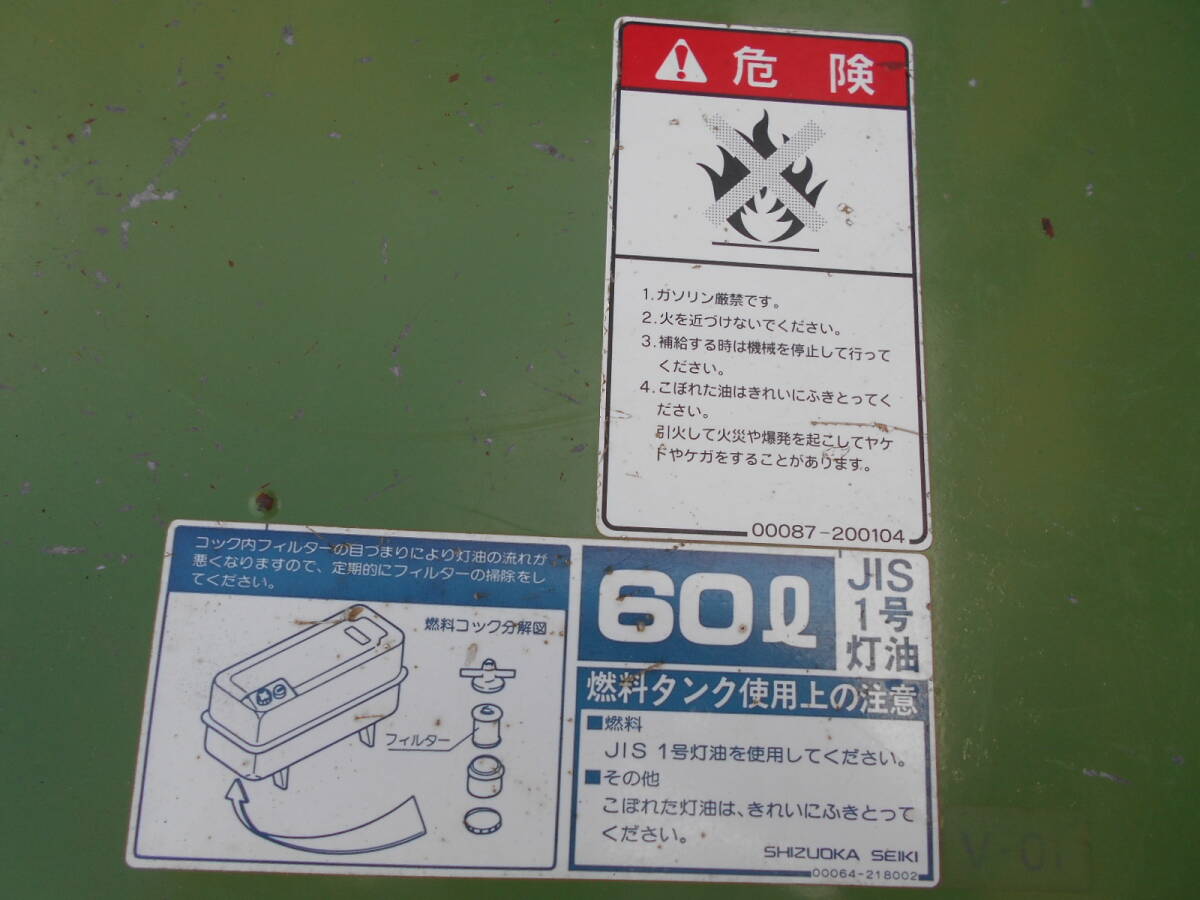 危険
1.ガソリン厳禁です。
2.火を近づけないでください。
3.補給する時は機械を停止して行って
ください。
4.こぼれた油はきれいにふきとってく
ださい。
引火して火災や爆発を起こしてヤケ
ドやケガをすることがあります。
00087-200104
コック内フィルターの目づまりにより灯油の流れが
悪くなりますので、定期的にフィルターの掃除をし
てください。
燃料コック分解図
フィルター
60ℓ
JIS
1号
灯油
燃料タンク使用上の注意
■燃料
JIS 1号灯油を使用してください。
■その他
こぼれた灯油は、きれいにふきとって
ください。
SHIZUOKA SEIKI
00064-218002